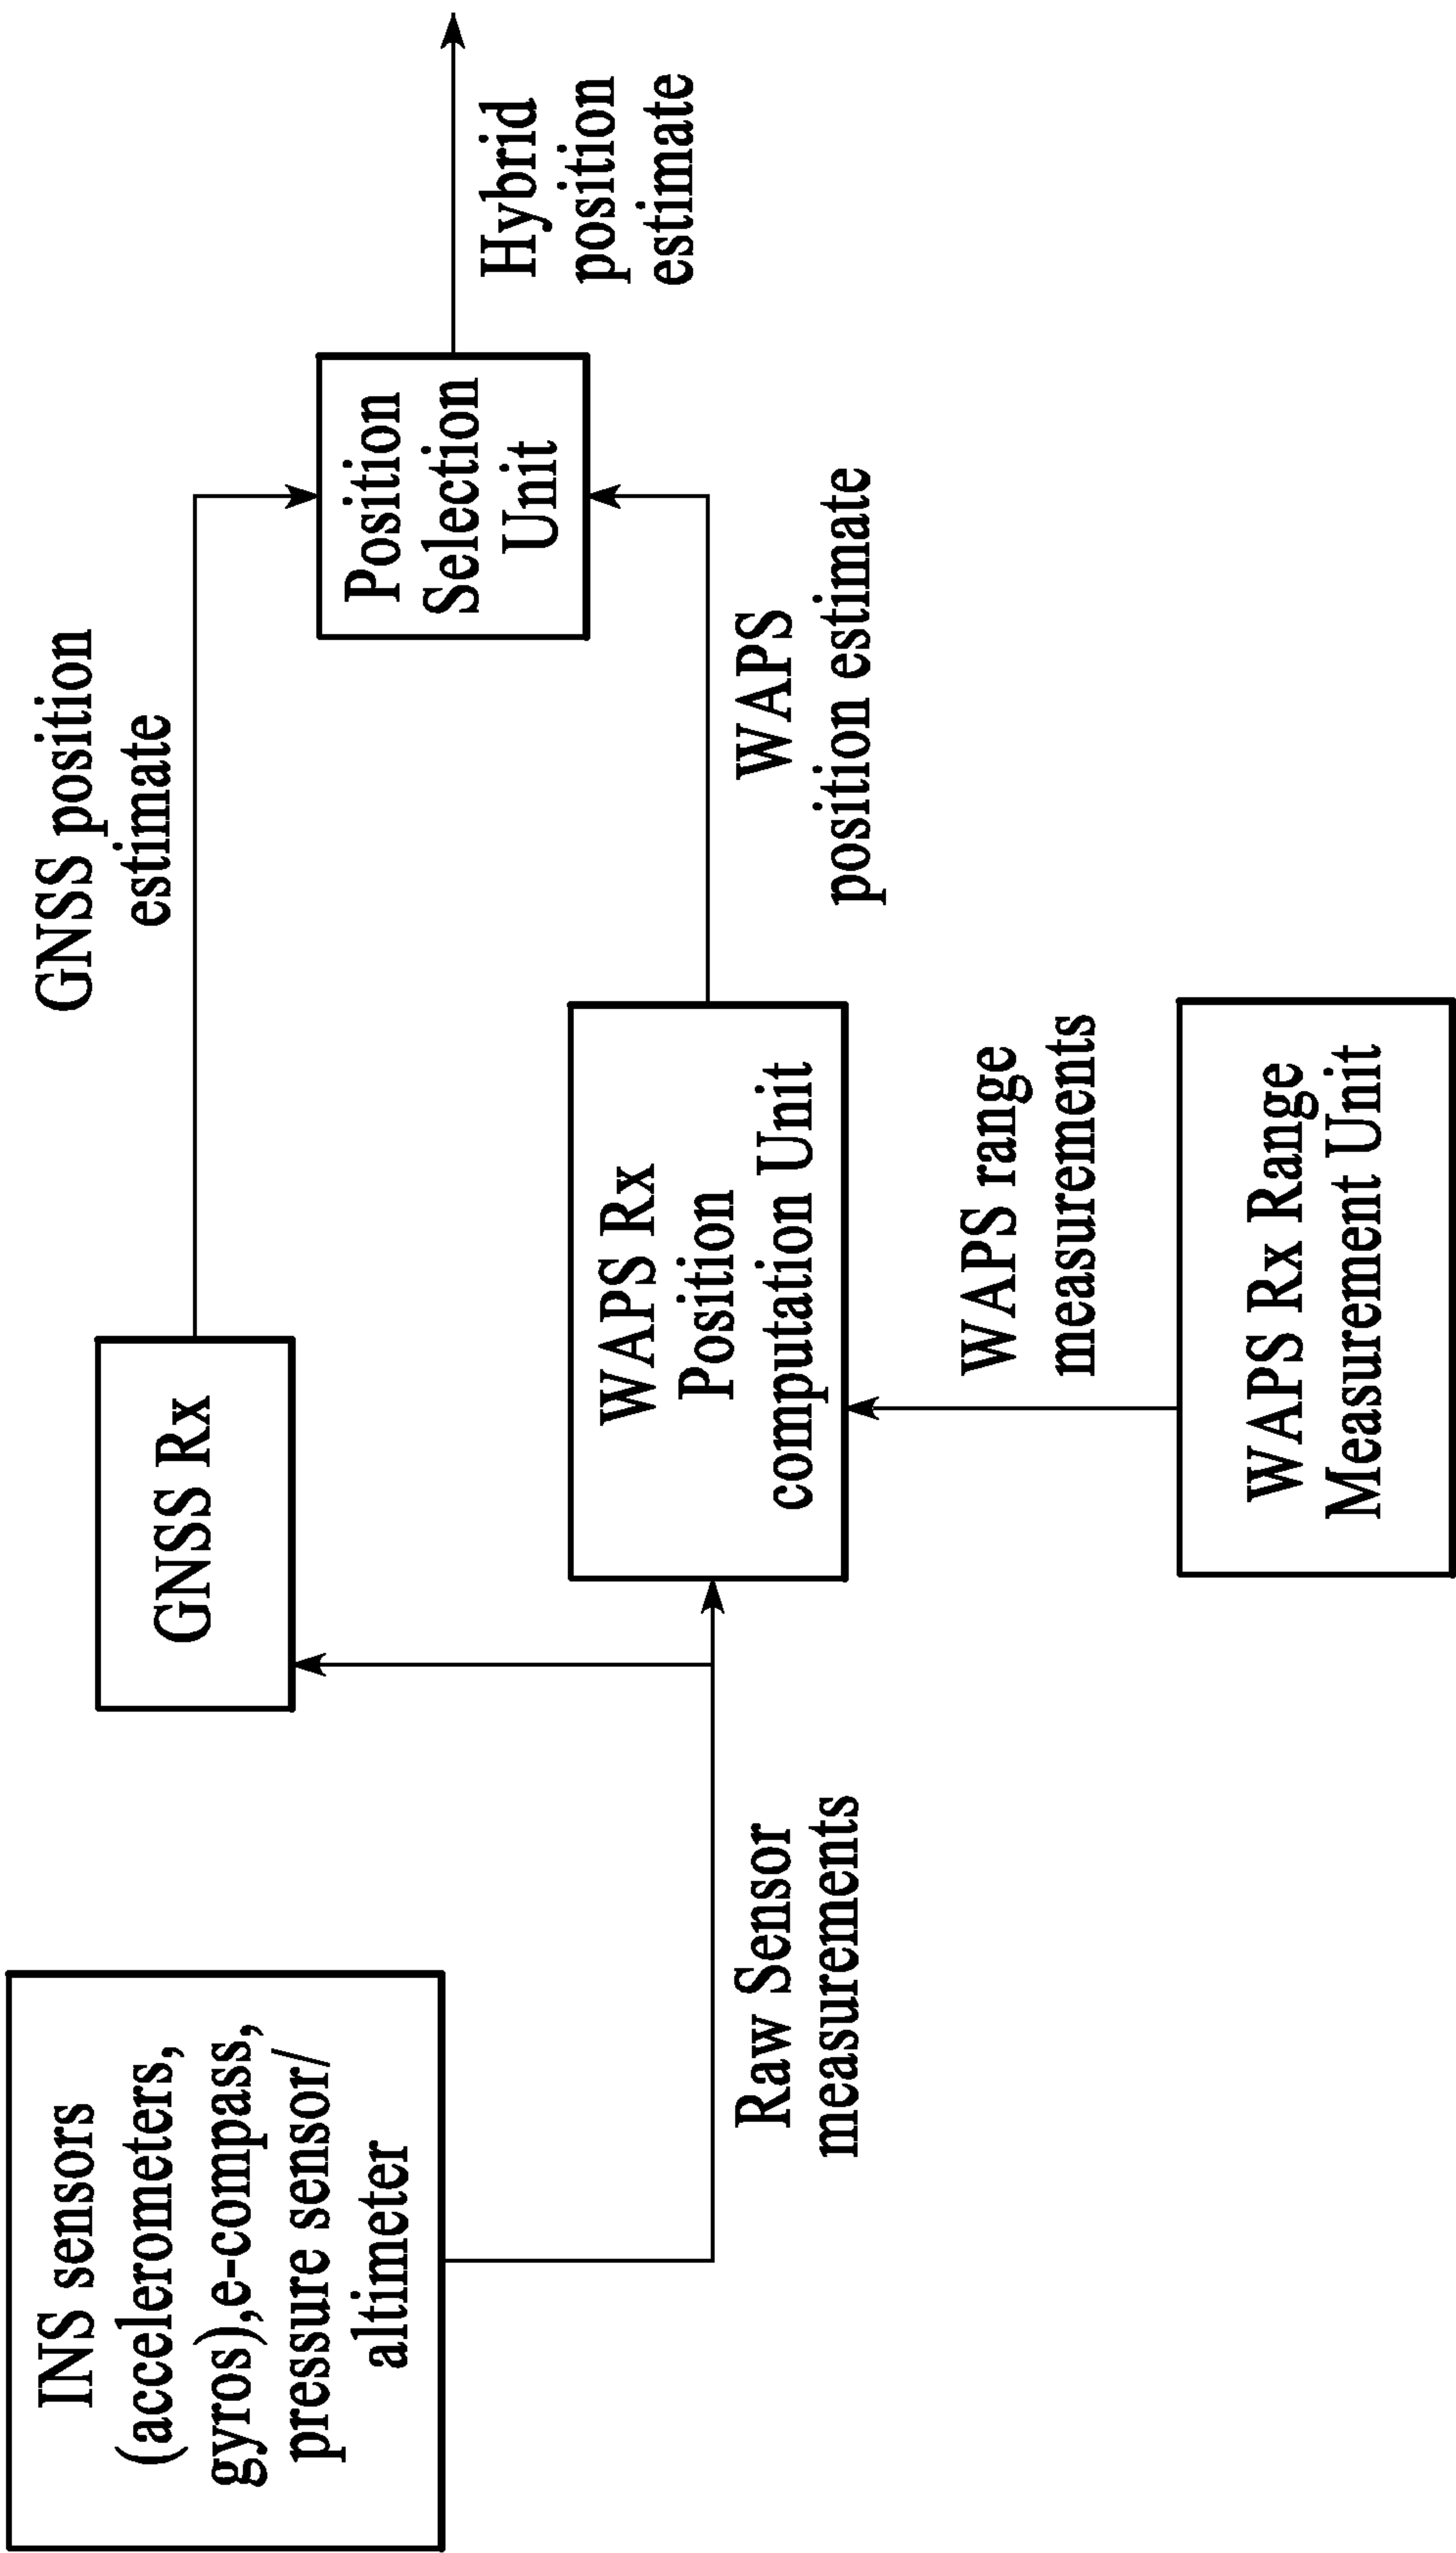 INS sensors
(accelerometers,
gyros),e-compass,
pressure sensor/
altimeter
Raw Sensor
measurements
GNSS Rx
GNSS position
estimate
WAPS Rx
Position
computation Unit
WAPS range
measurements
WAPS Rx Range
Measurement Unit
WAPS
position estimate
Position
Selection
Unit
Hybrid
position
estimate